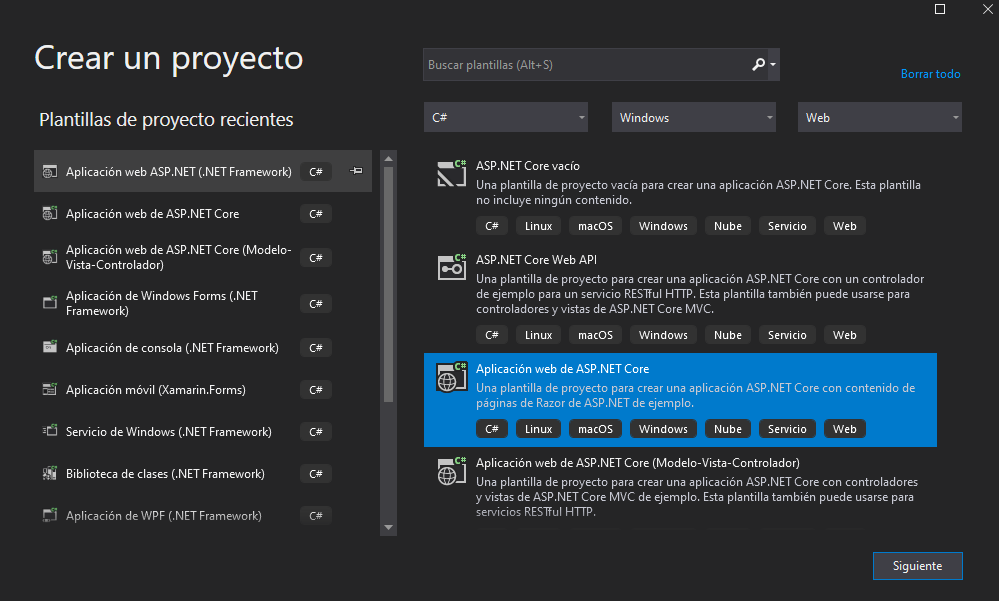 Crear un proyecto
Buscar plantillas (Alt+S)
Borrar todo
Plantillas de proyecto recientes
C#
Windows
Web
Aplicación web ASP.NET (.NET Framework)
C#
Aplicación web de ASP.NET Core
C#
Aplicación web de ASP.NET Core (Modelo-
Vista-Controlador)
C#
Aplicación de Windows Forms (.NET
Framework)
C#
Aplicación de consola (.NET Framework)
C#
Aplicación móvil (Xamarin.Forms)
C#
Servicio de Windows (.NET Framework)
C#
Biblioteca de clases (.NET Framework)
C#
Aplicación de WPF (.NET Framework)
C#
ASP.NET Core vacío
Una plantilla de proyecto vacía para crear una aplicación ASP.NET Core. Esta plantilla
no incluye ningún contenido.
C# Linux macOS Windows Nube Servicio Web
ASP.NET Core Web API
Una plantilla de proyecto para crear una aplicación ASP.NET Core con un controlador
de ejemplo para un servicio RESTful HTTP. Esta plantilla también puede usarse para
controladores y vistas de ASP.NET Core MVC.
C# Linux macOS Windows Nube Servicio Web
Aplicación web de ASP.NET Core
Una plantilla de proyecto para crear una aplicación ASP.NET Core con contenido de
páginas de Razor de ASP.NET de ejemplo.
C# Linux macOS Windows Nube Servicio Web
Aplicación web de ASP.NET Core (Modelo-Vista-Controlador)
Una plantilla de proyecto para crear una aplicación ASP.NET Core con controladores
y vistas de ASP.NET Core MVC de ejemplo. Esta plantilla también puede usarse para
servicios RESTful HTTP.
Siguiente